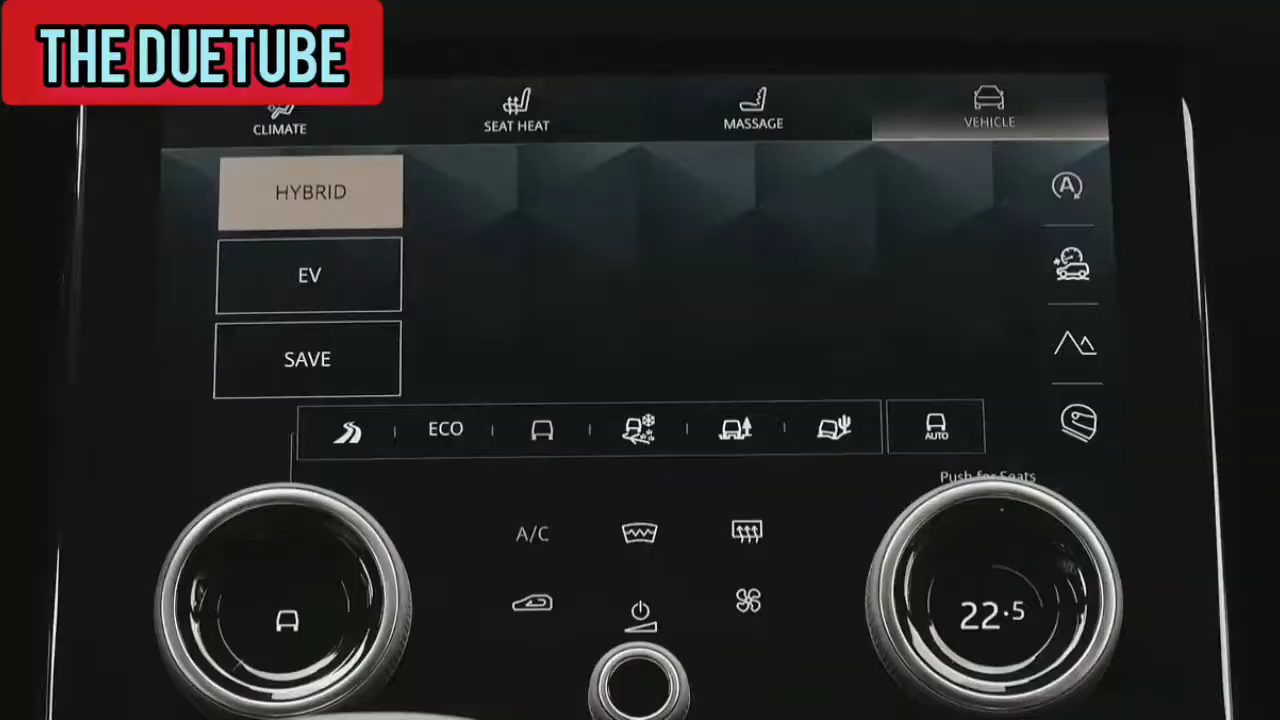 THE DUETUBE
CLIMATE
SEAT HEAT
MASSAGE
VEHICLE
HYBRID
A
EV
SAVE
ECO
AUTO
Push for Seats
A/C
22.5